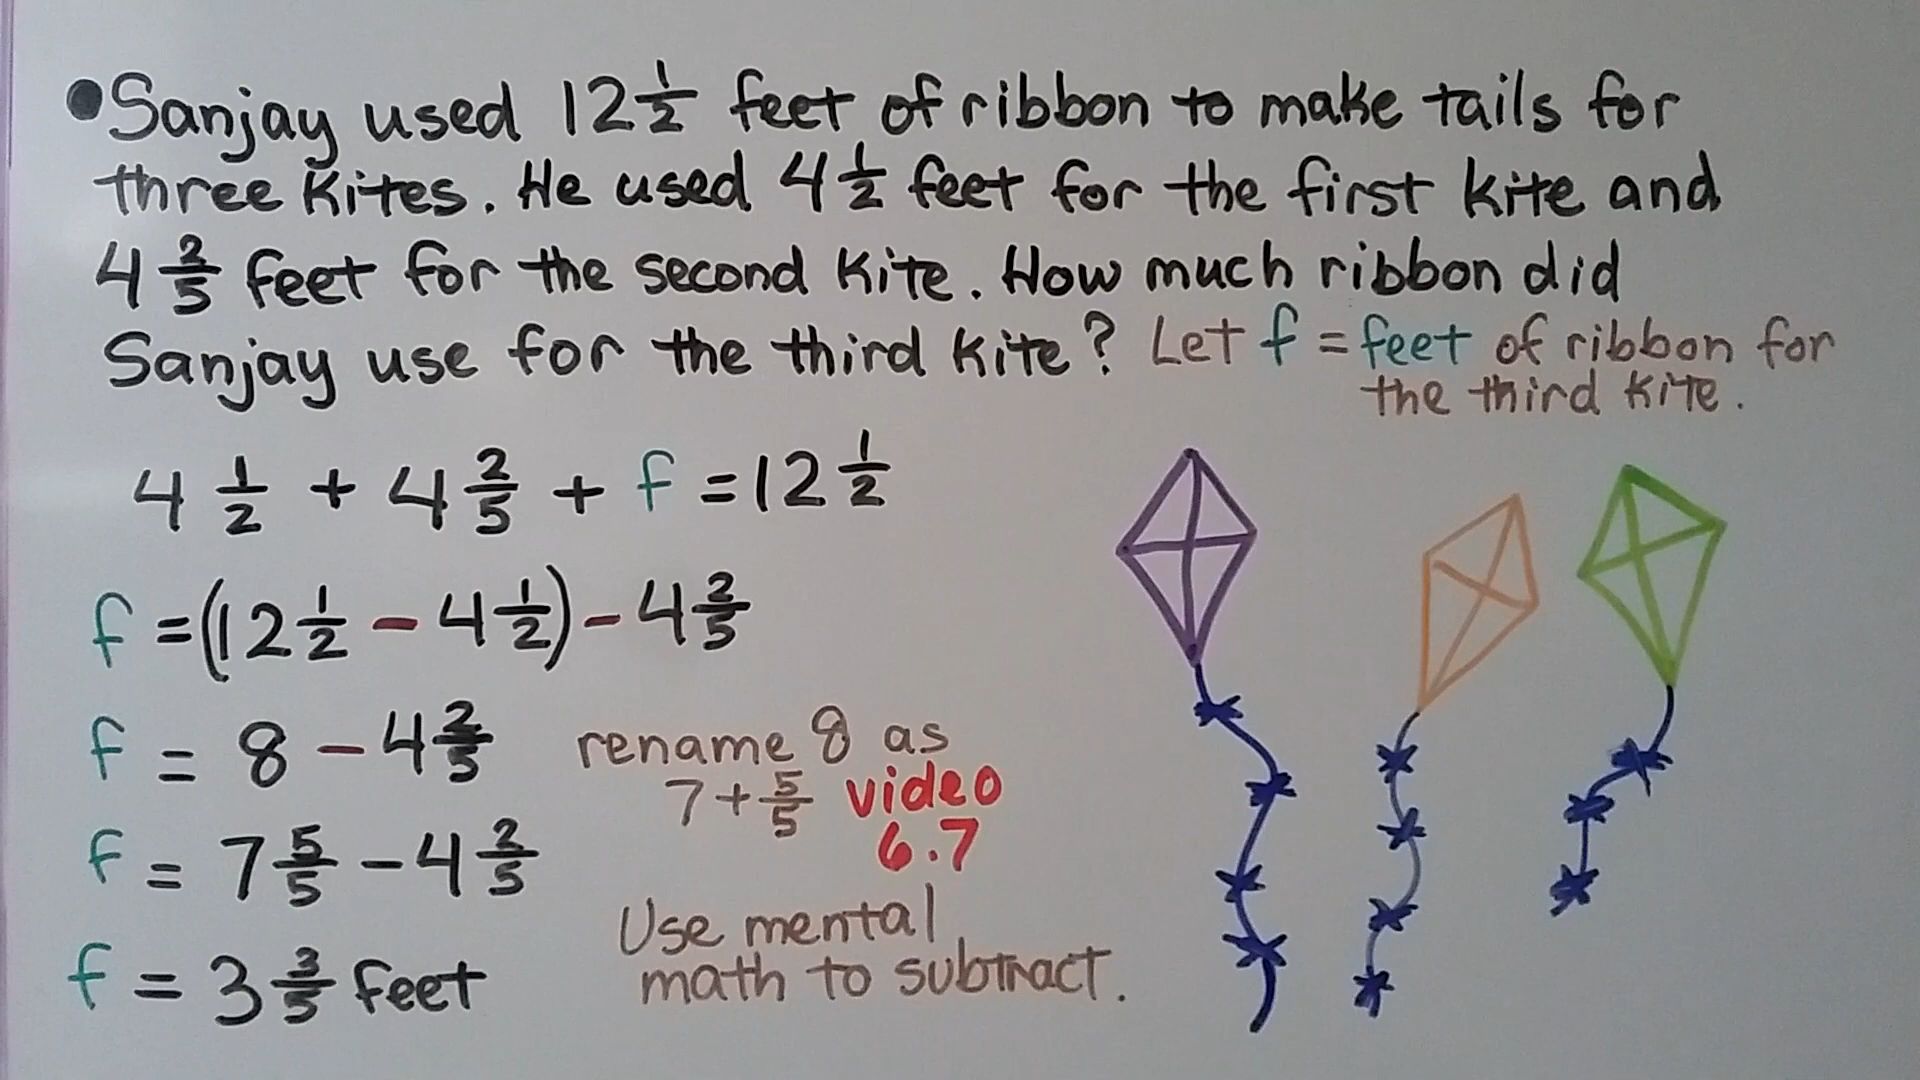 •Sanjay used 12 1/2 feet of ribbon to make tails for
three kites. He used 4 1/2 feet for the first kite and
4 2/5 feet for the second kite. How much ribbon did
Sanjay use for the third kite? Let f = feet of ribbon for
the third kite.
4 1/2 + 4 2/5 + f = 12 1/2
f = (12 1/2 - 4 1/2) - 4 2/5
f = 8 - 4 2/5
rename 8 as
7 + 5/5 video
6.7
f = 7 5/5 - 4 2/5
Use mental
math to subtract.
f = 3 3/5 feet